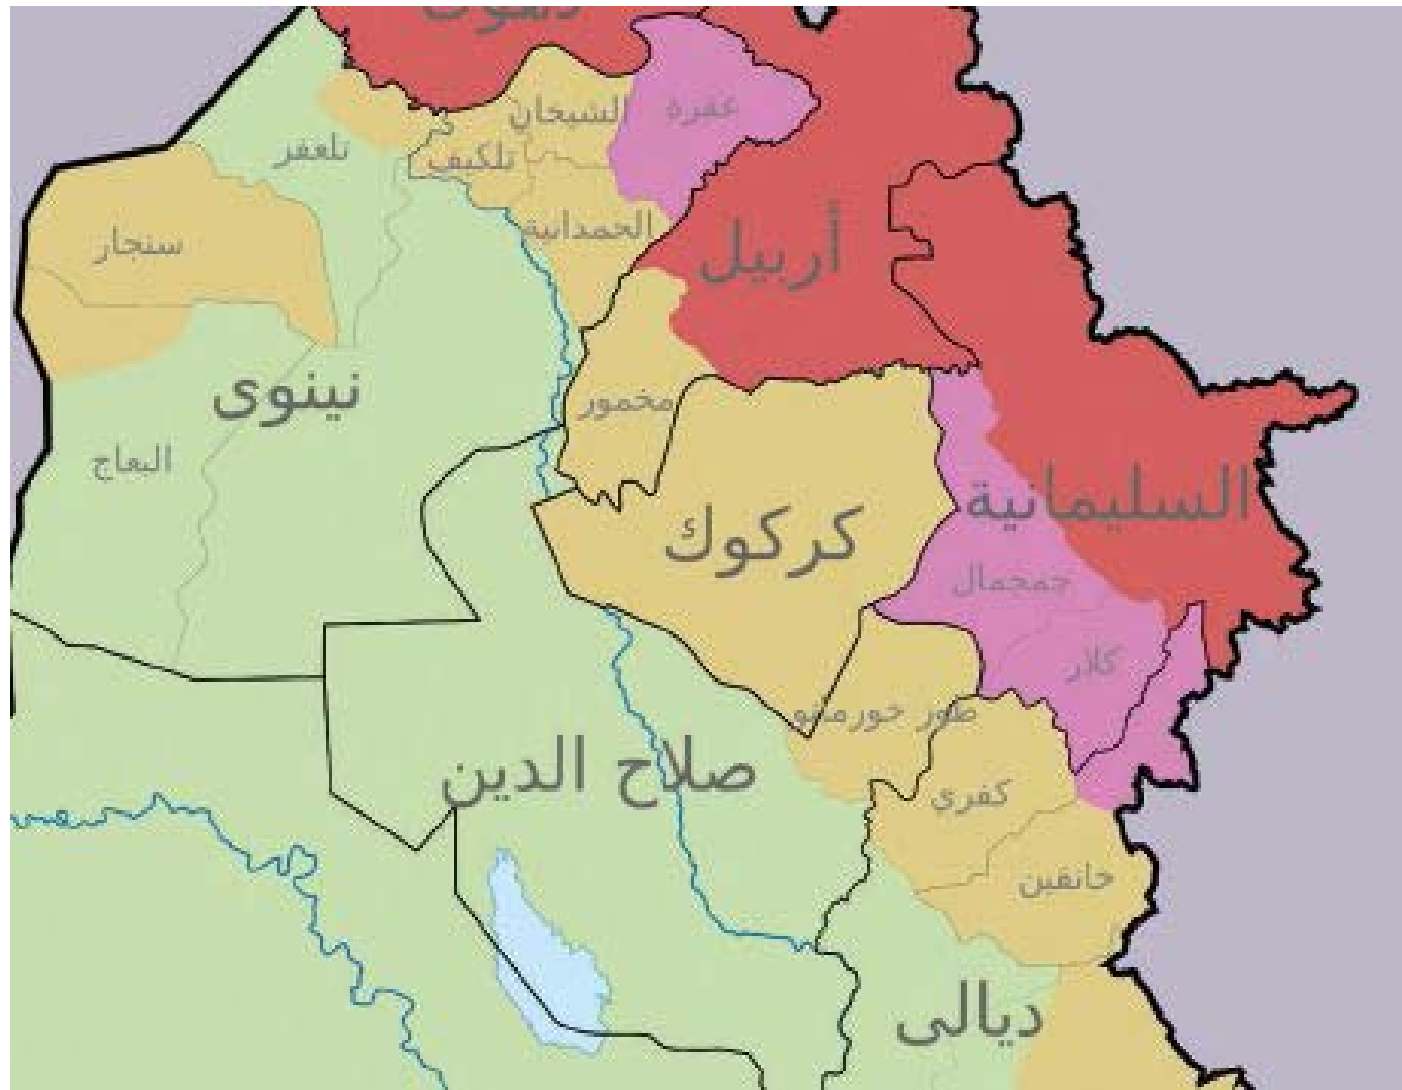 دهوك
الشيخان
عقرة
تلعفر
تلكيف
الحمدانية
سنجار
أربيل
نينوى
مخمور
البعاج
السليمانية
كركوك
جمجمال
كلار
طوز خورماتو
صلاح الدين
كفري
خانقين
ديالى